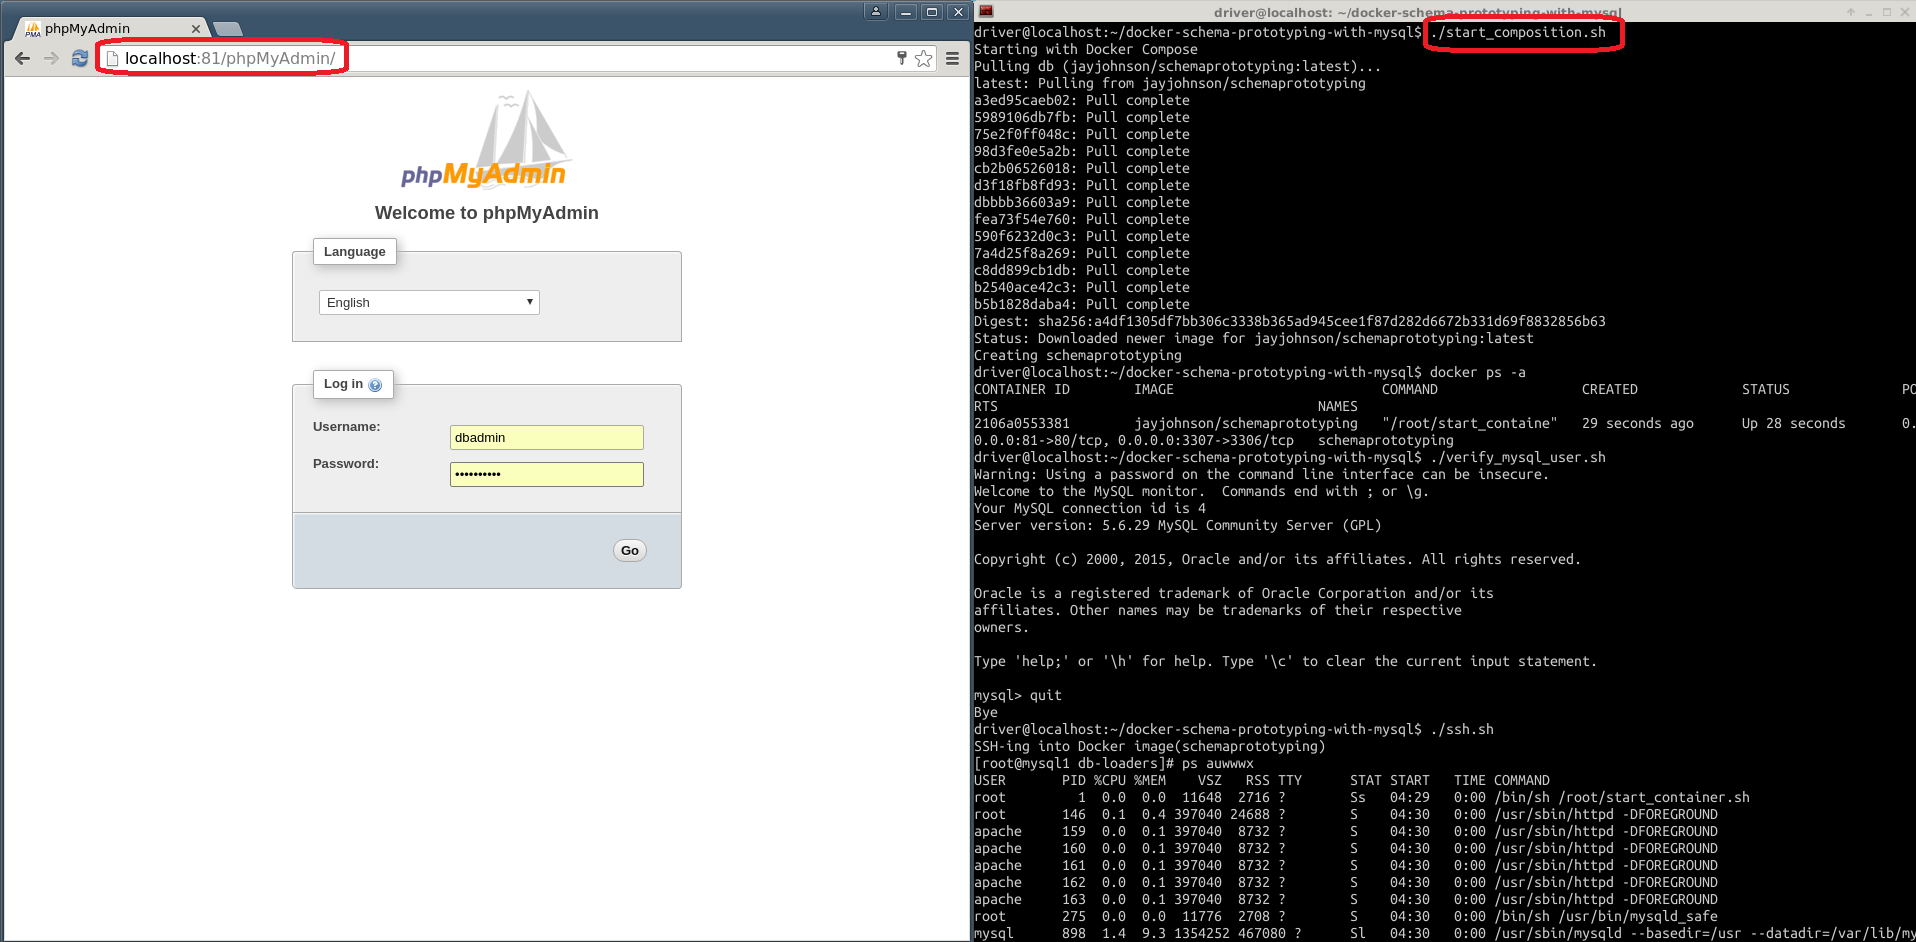 phpMyAdmin
localhost:81/phpMyAdmin/
phpMyAdmin
Welcome to phpMyAdmin
Language
English
Log in
Username:
dbadmin
Password:
••••••••••
Go
driver@localhost: ~/docker-schema-prototyping-with-mysql
driver@localhost:~/docker-schema-prototyping-with-mysql$ ./start_composition.sh
Starting with Docker Compose
Pulling db (jayjohnson/schemaprototyping:latest)...
latest: Pulling from jayjohnson/schemaprototyping
a3ed95caeb02: Pull complete
5989106db7fb: Pull complete
75e2f0ff048c: Pull complete
98d3fe0e5a2b: Pull complete
cb2b06526018: Pull complete
d3f18fb8fd93: Pull complete
dbbbb36603a9: Pull complete
fea73f54e760: Pull complete
590f6232d0c3: Pull complete
7a4d25f8a269: Pull complete
c8dd899cb1db: Pull complete
b2540ace42c3: Pull complete
b5b1828daba4: Pull complete
Digest: sha256:a4df1305df7bb306c3338b365ad945cee1f87d282d6672b331d69f8832856b63
Status: Downloaded newer image for jayjohnson/schemaprototyping:latest
Creating schemaprototyping
driver@localhost:~/docker-schema-prototyping-with-mysql$ docker ps -a
CONTAINER ID        IMAGE                          COMMAND                  CREATED             STATUS              PO
RTS                                        NAMES
2106a0553381        jayjohnson/schemaprototyping   "/root/start_containe"   29 seconds ago      Up 28 seconds       0.
0.0.0:81->80/tcp, 0.0.0.0:3307->3306/tcp   schemaprototyping
driver@localhost:~/docker-schema-prototyping-with-mysql$ ./verify_mysql_user.sh
Warning: Using a password on the command line interface can be insecure.
Welcome to the MySQL monitor.  Commands end with ; or \g.
Your MySQL connection id is 4
Server version: 5.6.29 MySQL Community Server (GPL)
Copyright (c) 2000, 2015, Oracle and/or its affiliates. All rights reserved.
Oracle is a registered trademark of Oracle Corporation and/or its
affiliates. Other names may be trademarks of their respective
owners.
Type 'help;' or '\h' for help. Type '\c' to clear the current input statement.
mysql> quit
Bye
driver@localhost:~/docker-schema-prototyping-with-mysql$ ./ssh.sh
SSH-ing into Docker image(schemaprototyping)
[root@mysql1 db-loaders]# ps auwwwx
USER       PID %CPU %MEM    VSZ   RSS TTY      STAT START   TIME COMMAND
root         1  0.0  0.0  11648  2716 ?        Ss   04:29   0:00 /bin/sh /root/start_container.sh
root       146  0.1  0.4 397040 24688 ?        S    04:30   0:00 /usr/sbin/httpd -DFOREGROUND
apache     159  0.0  0.1 397040  8732 ?        S    04:30   0:00 /usr/sbin/httpd -DFOREGROUND
apache     160  0.0  0.1 397040  8732 ?        S    04:30   0:00 /usr/sbin/httpd -DFOREGROUND
apache     161  0.0  0.1 397040  8732 ?        S    04:30   0:00 /usr/sbin/httpd -DFOREGROUND
apache     162  0.0  0.1 397040  8732 ?        S    04:30   0:00 /usr/sbin/httpd -DFOREGROUND
apache     163  0.0  0.1 397040  8732 ?        S    04:30   0:00 /usr/sbin/httpd -DFOREGROUND
root       275  0.0  0.0  11776  2708 ?        S    04:30   0:00 /bin/sh /usr/bin/mysqld_safe
mysql      898  1.4  9.3 1354252 467080 ?      Sl   04:30   0:00 /usr/sbin/mysqld --basedir=/usr --datadir=/var/lib/my